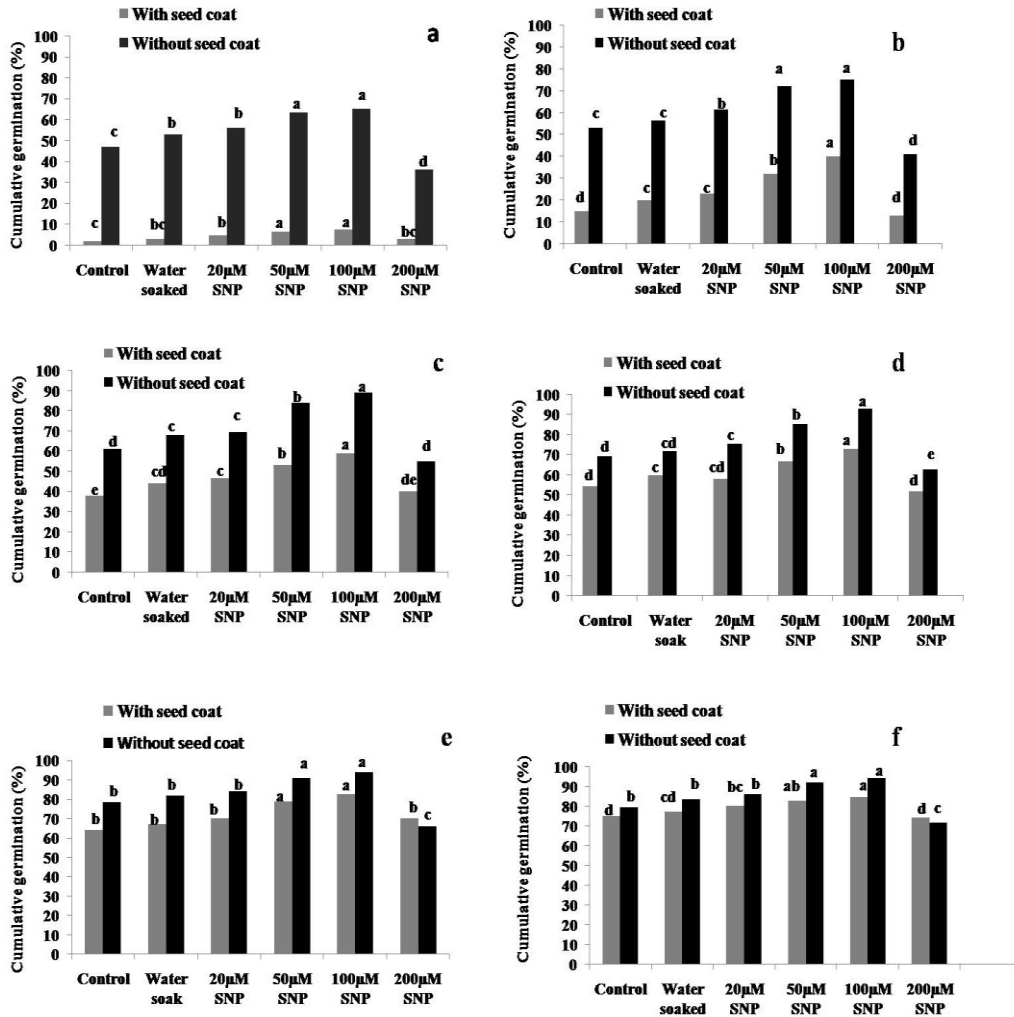 With seed coat
Without seed coat
a
Cumulative germination (%)
100
90
80
70
60
50
40
30
20
10
0
c b b a a d
c bc b a a bc
Control Water soaked 20µM SNP 50µM SNP 100µM SNP 200µM SNP
With seed coat
Without seed coat
b
Cumulative germination (%)
100
90
80
70
60
50
40
30
20
10
0
c c b a a d
d c c b a d
Control Water soaked 20µM SNP 50µM SNP 100µM SNP 200µM SNP
With seed coat
Without seed coat
c
Cumulative germination (%)
100
90
80
70
60
50
40
30
20
10
0
d c c b a d
e cd c b a de
Control Water soaked 20µM SNP 50µM SNP 100µM SNP 200µM SNP
With seed coat
Without seed coat
d
Cumulative germination (%)
100
90
80
70
60
50
40
30
20
10
0
d cd c b a e
d c cd b a d
Control Water soak 20µM SNP 50µM SNP 100µM SNP 200µM SNP
With seed coat
Without seed coat
e
Cumulative germination (%)
100
90
80
70
60
50
40
30
20
10
0
b b b a a c
b b b a a b
Control Water soak 20µM SNP 50µM SNP 100µM SNP 200µM SNP
With seed coat
Without seed coat
f
Cumulative germination (%)
100
90
80
70
60
50
40
30
20
10
0
b b b a a c
d cd bc ab a d
Control Water soaked 20µM SNP 50µM SNP 100µM SNP 200µM SNP